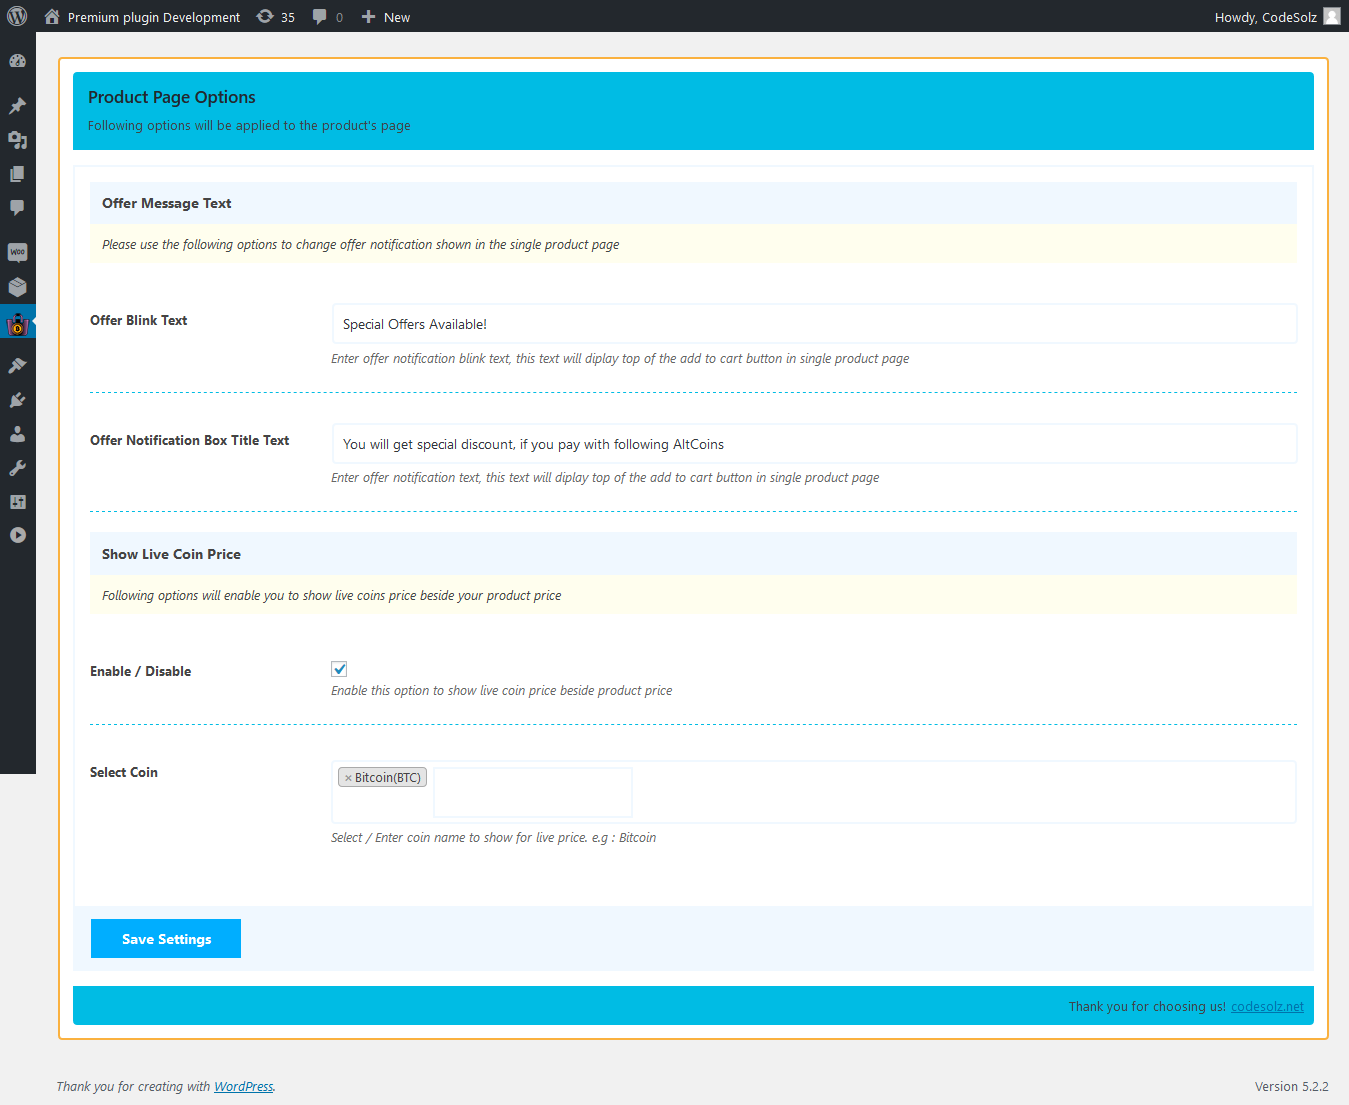 Premium plugin Development 35 0 New Howdy, CodeSolz
Product Page Options
Following options will be applied to the product's page
Offer Message Text
Please use the following options to change offer notification shown in the single product page
woo
Offer Blink Text
Special Offers Available!
Enter offer notification blink text, this text will diplay top of the add to cart button in single product page
Offer Notification Box Title Text
You will get special discount, if you pay with following AltCoins
Enter offer notification text, this text will diplay top of the add to cart button in single product page
Show Live Coin Price
Following options will enable you to show live coins price beside your product price
Enable / Disable
Enable this option to show live coin price beside product price
Select Coin
×Bitcoin(BTC)
Select / Enter coin name to show for live price. e.g : Bitcoin
Save Settings
Thank you for choosing us! codesolz.net
Thank you for creating with WordPress.
Version 5.2.2